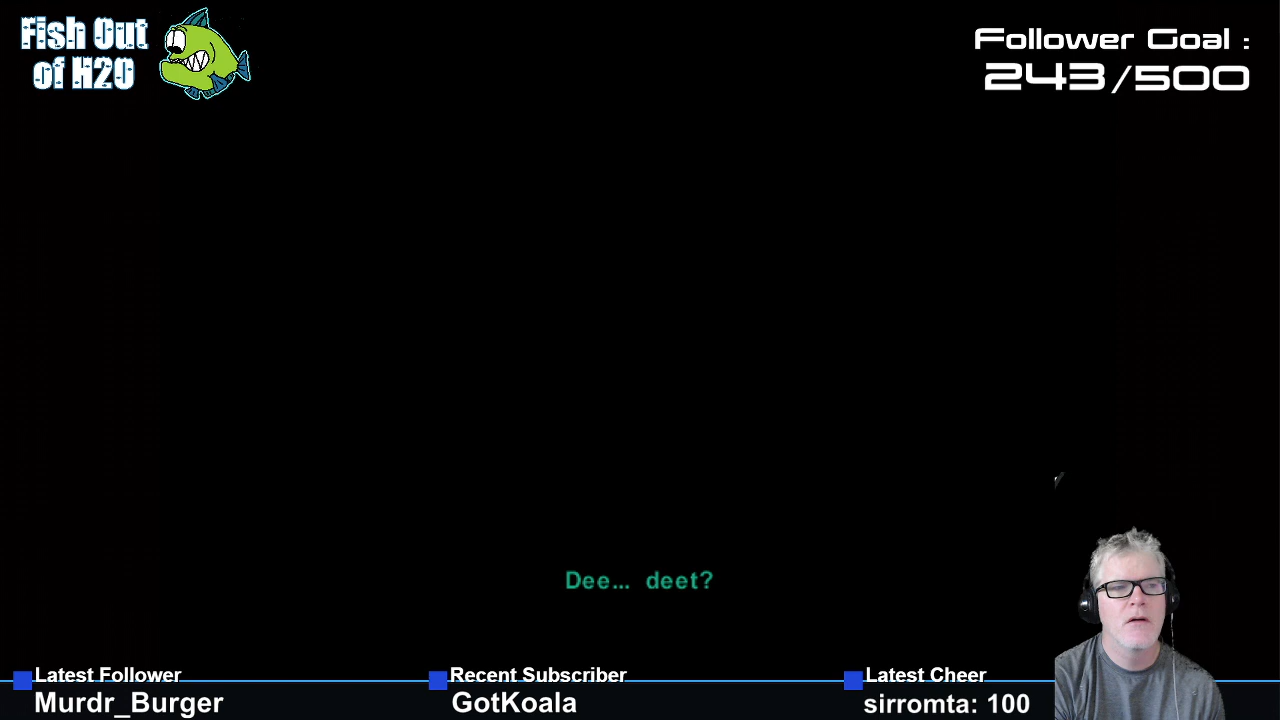 Fish Out
of H2O
Follower Goal :
243/500
Dee... deet?
Latest Follower
Murdr_Burger
Recent Subscriber
GotKoala
Latest Cheer
sirromta: 100